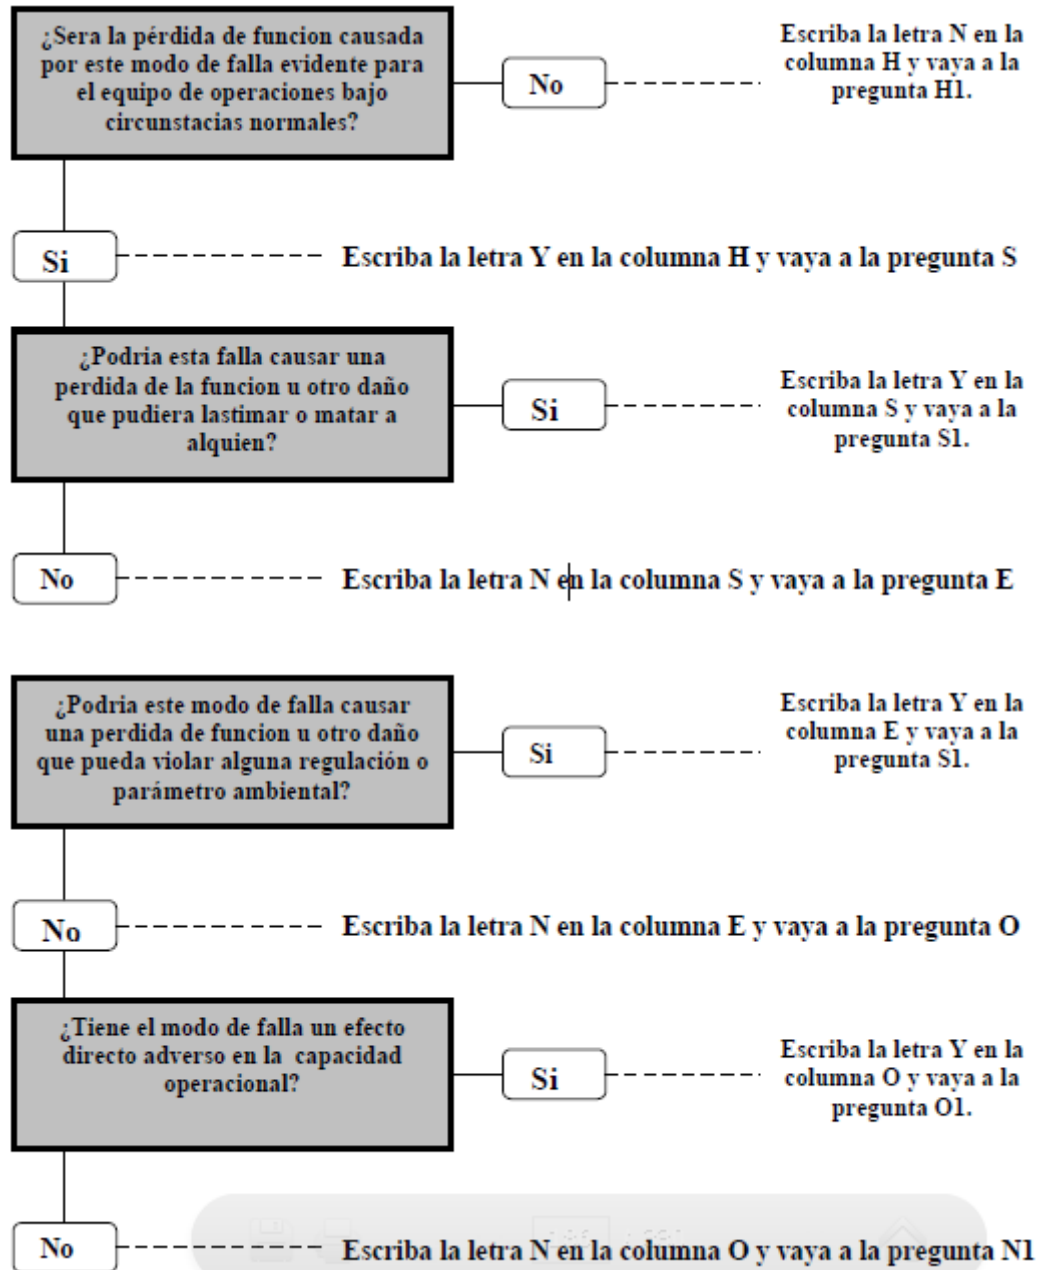 ¿Sera la pérdida de funcion causada
por este modo de falla evidente para
el equipo de operaciones bajo
circunstacias normales?
No
Escriba la letra N en la
columna H y vaya a la
pregunta H1.
Si
Escriba la letra Y en la columna H y vaya a la pregunta S
¿Podria esta falla causar una
perdida de la funcion u otro daño
que pudiera lastimar o matar a
alquien?
Si
Escriba la letra Y en la
columna S y vaya a la
pregunta S1.
No
Escriba la letra N en la columna S y vaya a la pregunta E
¿Podria este modo de falla causar
una perdida de funcion u otro daño
que pueda violar alguna regulación o
parámetro ambiental?
Si
Escriba la letra Y en la
columna E y vaya a la
pregunta S1.
No
Escriba la letra N en la columna E y vaya a la pregunta O
¿Tiene el modo de falla un efecto
directo adverso en la capacidad
operacional?
Si
Escriba la letra Y en la
columna O y vaya a la
pregunta O1.
No
Escriba la letra N en la columna O y vaya a la pregunta N1